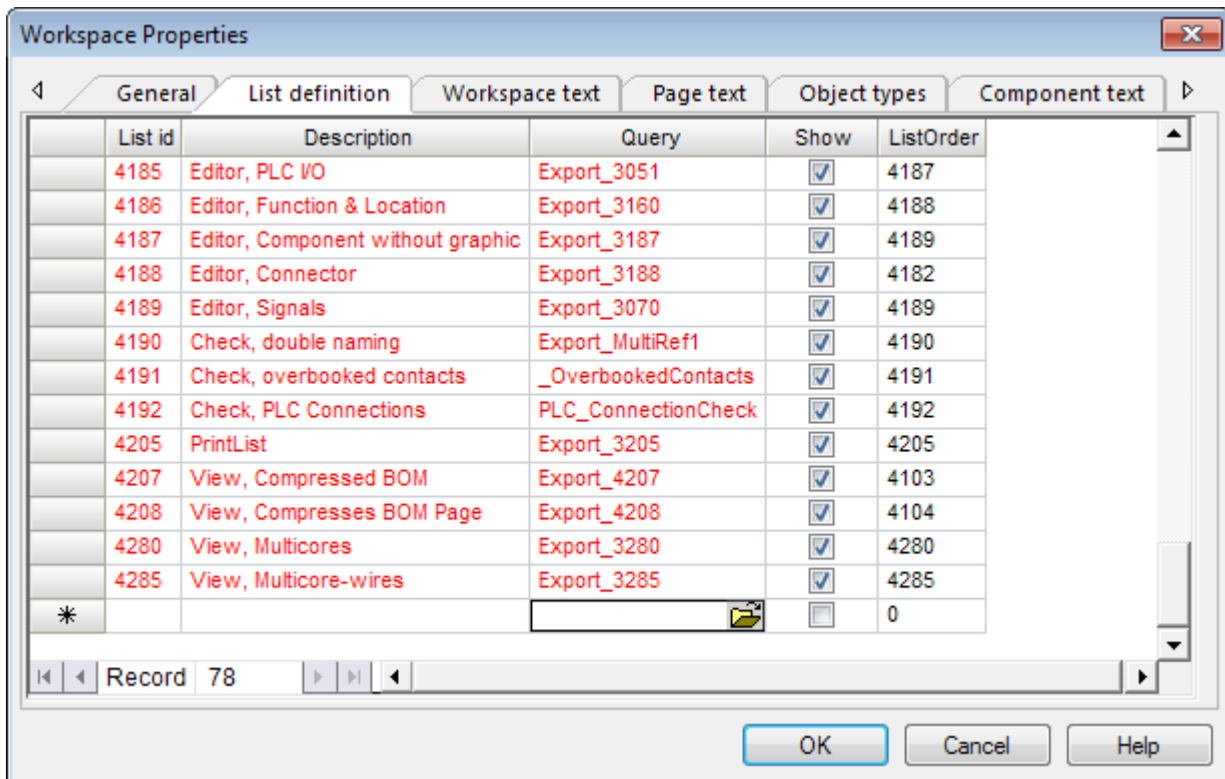 Workspace Properties
General List definition Workspace text Page text Object types Component text
List id Description Query Show ListOrder
4185 Editor, PLC I/O Export_3051 4187
4186 Editor, Function & Location Export_3160 4188
4187 Editor, Component without graphic Export_3187 4189
4188 Editor, Connector Export_3188 4182
4189 Editor, Signals Export_3070 4189
4190 Check, double naming Export_MultiRef1 4190
4191 Check, overbooked contacts _OverbookedContacts 4191
4192 Check, PLC Connections PLC_ConnectionCheck 4192
4205 PrintList Export_3205 4205
4207 View, Compressed BOM Export_4207 4103
4208 View, Compresses BOM Page Export_4208 4104
4280 View, Multicores Export_3280 4280
4285 View, Multicore-wires Export_3285 4285
0
Record 78
OK Cancel Help